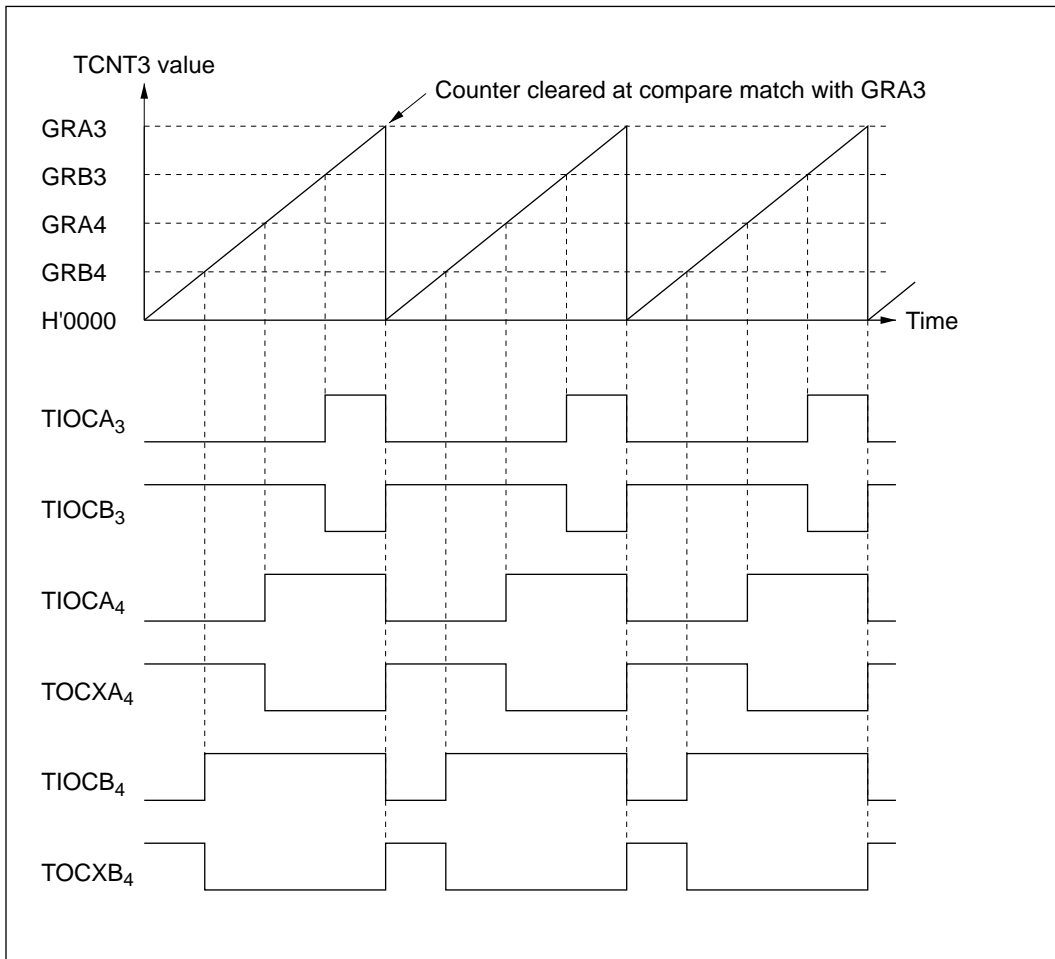 TCNT3 value
Counter cleared at compare match with GRA3
GRA3
GRB3
GRA4
GRB4
H'0000
Time
TIOCA3
TIOCB3
TIOCA4
TOCXA4
TIOCB4
TOCXB4